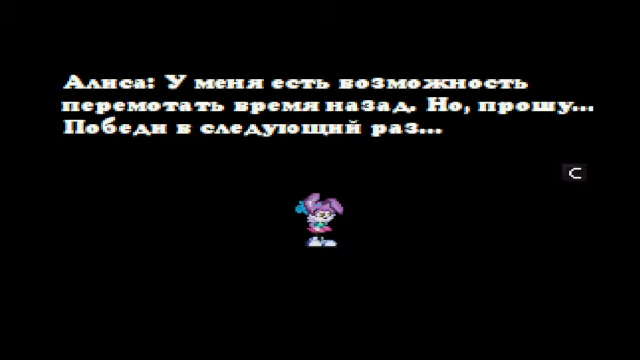 Алиса: У меня есть возможность
перемотать время назад. Но, прошу...
Победи в следующий раз...
C